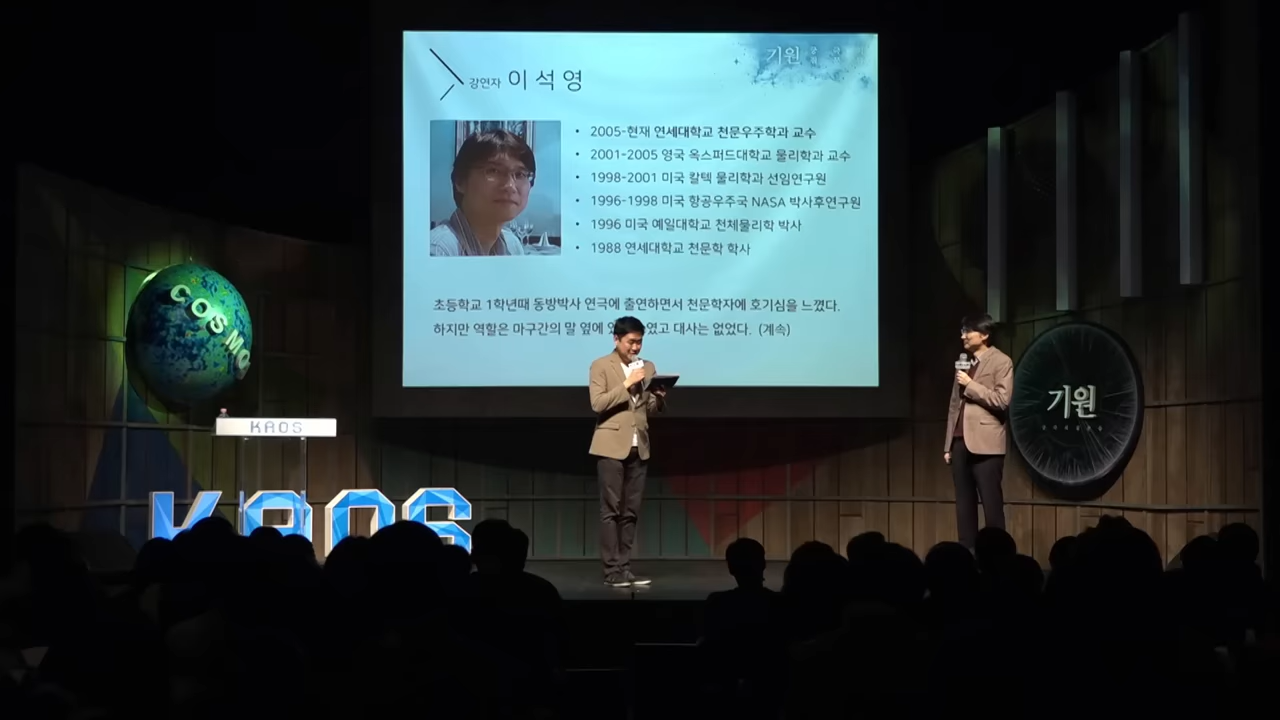 기원
강연자 이석영
• 2005-현재 연세대학교 천문우주학과 교수
• 2001-2005 영국 옥스퍼드대학교 물리학과 교수
• 1998-2001 미국 칼텍 물리학과 선임연구원
• 1996-1998 미국 항공우주국 NASA 박사후연구원
• 1996 미국 예일대학교 천체물리학 박사
• 1988 연세대학교 천문학 학사
초등학교 1학년때 동방박사 연극에 출연하면서 천문학자에 호기심을 느꼈다.
하지만 역할은 마구간의 말 옆에 였고 대사는 없었다. (계속)
COSMO
KAOS
KAOS
기원